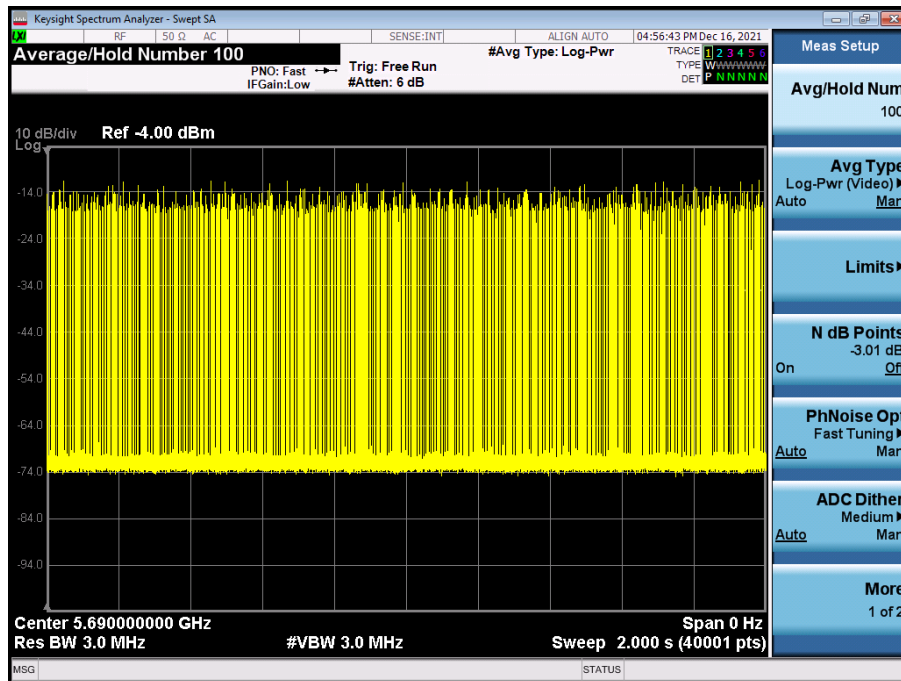 Keysight Spectrum Analyzer - Swept SA
LXI RF 50 Ω AC SENSE:INT ALIGN AUTO 04:56:43 PM Dec 16, 2021
Average/Hold Number 100
PNO: Fast
IFGain:Low
Trig: Free Run
#Atten: 6 dB
#Avg Type: Log-Pwr
TRACE 1 2 3 4 5 6
TYPE WWWWWW
DET P N N N N N
10 dB/div Ref -4.00 dBm
Log
-14.0
-24.0
-34.0
-44.0
-54.0
-64.0
-74.0
-84.0
-94.0
Center 5.690000000 GHz Span 0 Hz
Res BW 3.0 MHz #VBW 3.0 MHz Sweep 2.000 s (40001 pts)
MSG STATUS
Meas Setup
Avg/Hold Num
100
Avg Type
Log-Pwr (Video)
Auto Man
Limits
N dB Points
-3.01 dB
On Off
PhNoise Opt
Fast Tuning
Auto Man
ADC Dither
Medium
Auto Man
More
1 of 2